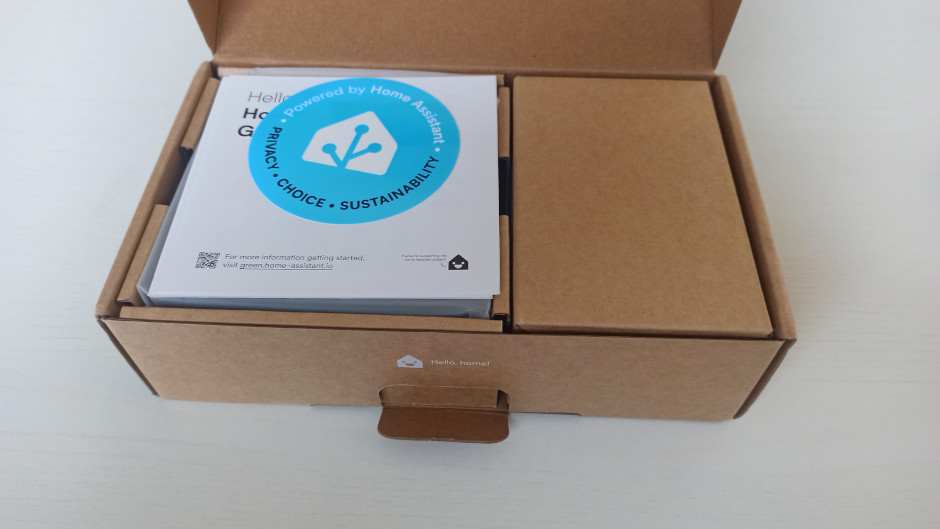 Hello
Powered by Home Assistant
PRIVACY • CHOICE • SUSTAINABILITY
For more information getting started,
visit green.home-assistant.io
Hello, home!